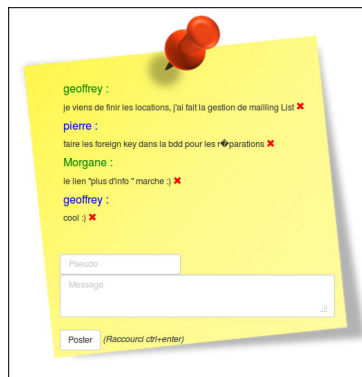 geoffrey :
je viens de finir les locations, j'ai fait la gestion de mailling List ✖
pierre :
faire les foreign key dans la bdd pour les r�parations ✖
Morgane :
le lien "plus d'info " marche :) ✖
geoffrey :
cool :) ✖
Pseudo
Message
Poster (Raccourci ctrl+enter)